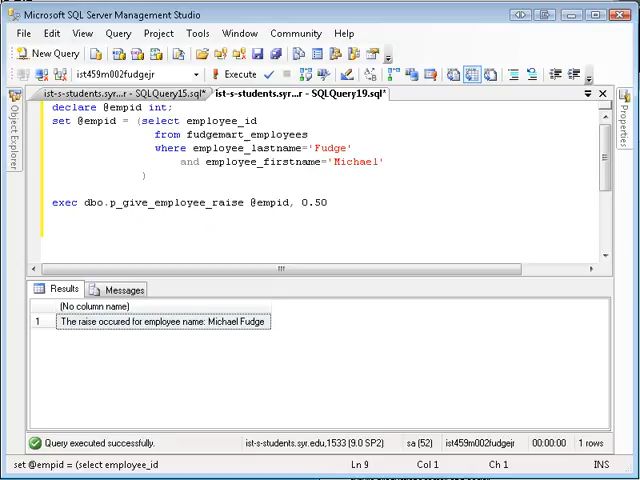 Microsoft SQL Server Management Studio
File Edit View Query Project Tools Window Community Help
New Query
ist459m002fudgejr Execute
ist-s-students.syr...r - SQLQuery15.sql* ist-s-students.syr...r - SQLQuery19.sql*
Object Explorer
Properties
declare @empid int;
set @empid = (select employee_id
from fudgemart_employees
where employee_lastname='Fudge'
and employee_firstname='Michael'
)
exec dbo.p_give_employee_raise @empid, 0.50
Results Messages
(No column name)
1 The raise occured for employee name: Michael Fudge
Query executed successfully. ist-s-students.syr.edu,1533 (9.0 SP2) sa (52) ist459m002fudgejr 00:00:00 1 rows
set @empid = (select employee_id Ln 9 Col 1 Ch 1 INS